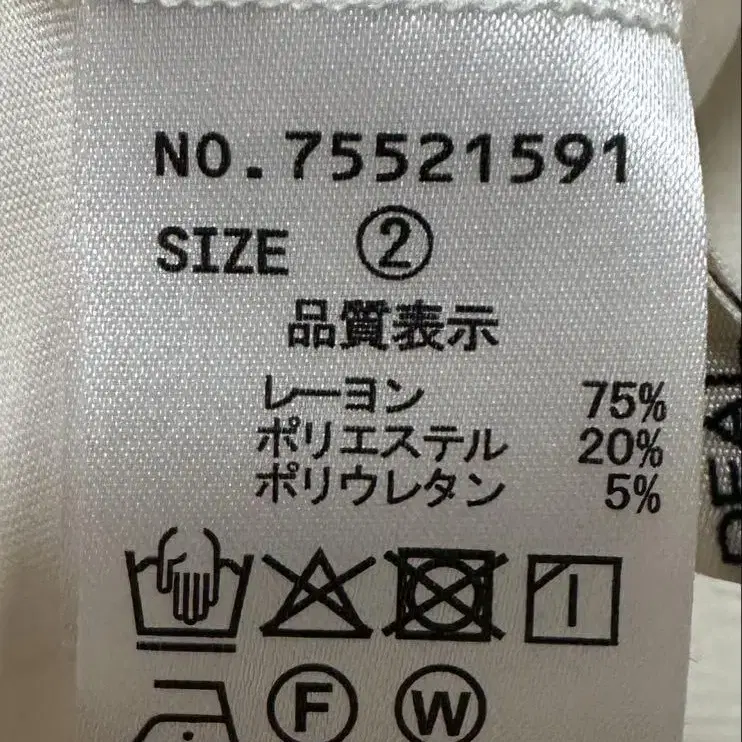 NO.75521591
SIZE ②
品質表示
レーヨン 75%
ポリエステル 20%
ポリウレタン 5%
F W